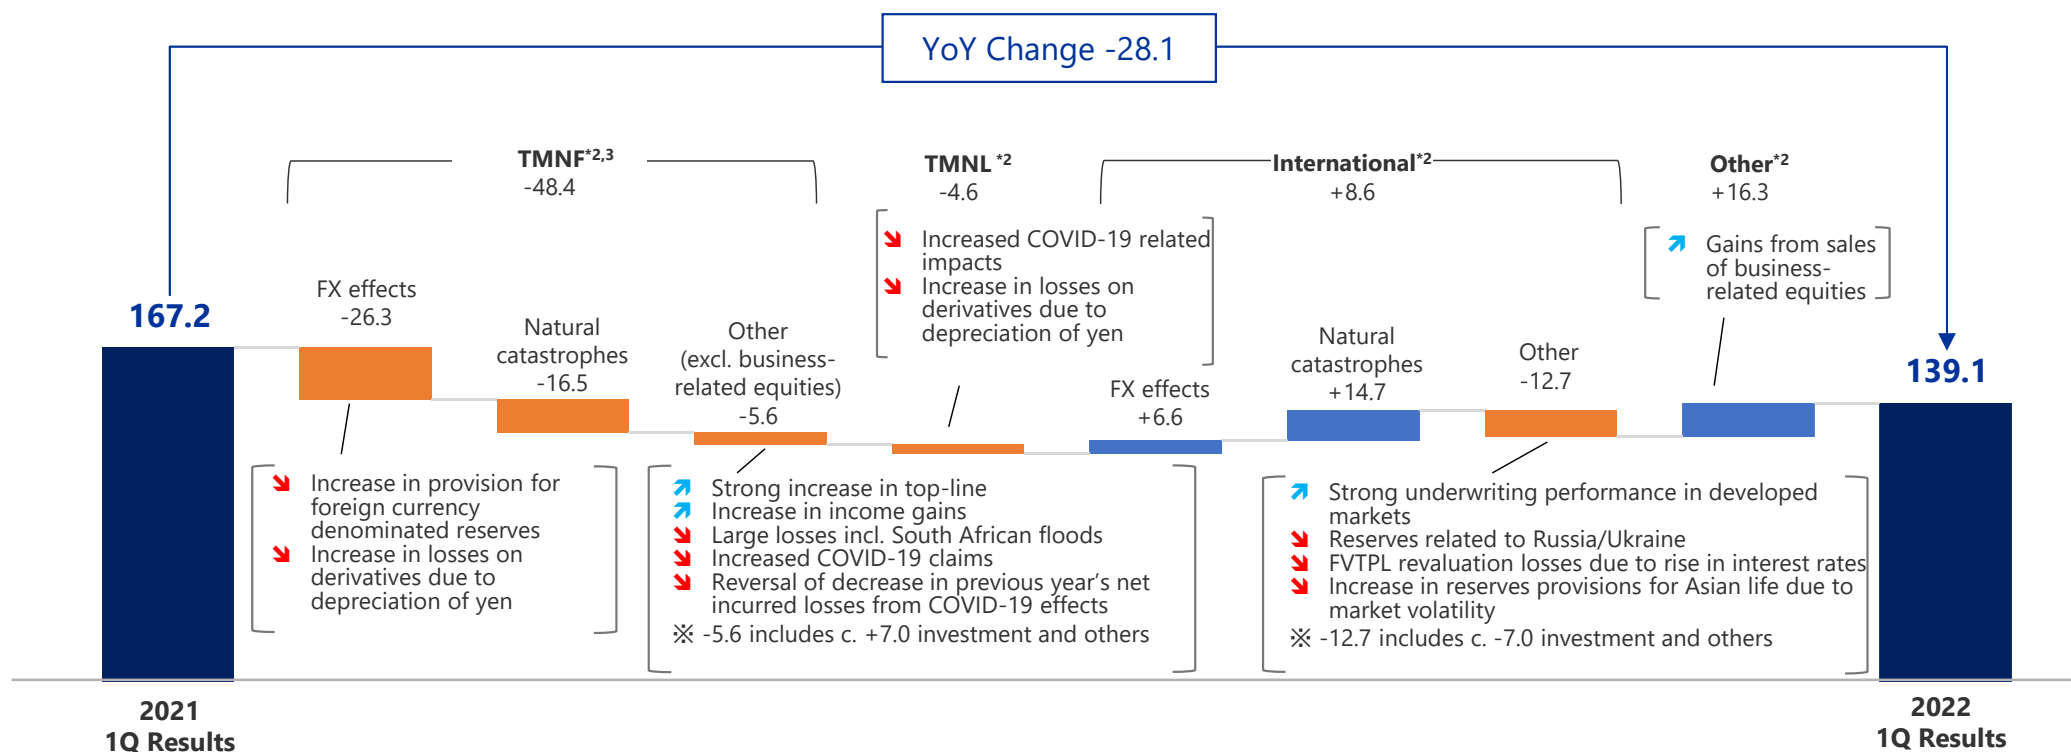 YoY Change -28.1
TMNF*2,3
-48.4
TMNL *2
-4.6
International*2
+8.6
Other*2
+16.3
Increased COVID-19 related
impacts
Increase in losses on
derivatives due to
depreciation of yen
Gains from sales
of business-
related equities
167.2
FX effects
-26.3
Natural
catastrophes
-16.5
Other
(excl. business-
related equities)
-5.6
FX effects
+6.6
Natural
catastrophes
+14.7
Other
-12.7
139.1
Increase in provision for
foreign currency
denominated reserves
Increase in losses on
derivatives due to
depreciation of yen
Strong increase in top-line
Increase in income gains
Large losses incl. South African floods
Increased COVID-19 claims
Reversal of decrease in previous year’s net
incurred losses from COVID-19 effects
※ -5.6 includes c. +7.0 investment and others
Strong underwriting performance in developed
markets
Reserves related to Russia/Ukraine
FVTPL revaluation losses due to rise in interest rates
Increase in reserves provisions for Asian life due to
market volatility
※ -12.7 includes c. -7.0 investment and others
2021
1Q Results
2022
1Q Results